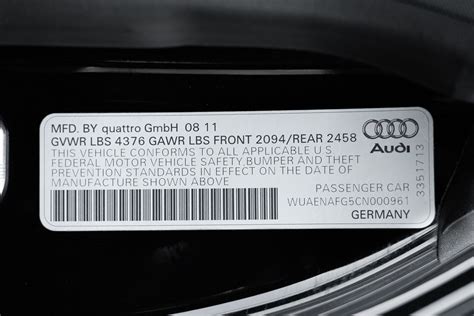 MFD. BY quattro GmbH 08 11
GVWR LBS 4376 GAWR LBS FRONT 2094/REAR 2458
THIS VEHICLE CONFORMS TO ALL APPLICABLE U.S
FEDERAL MOTOR VEHICLE SAFETY,BUMPER AND THEFT
PREVENTION STANDARDS IN EFFECT ON THE DATE OF
MANUFACTURE SHOWN ABOVE.
Audi
3351713
PASSENGER CAR
WUAENAFG5CN000961
GERMANY